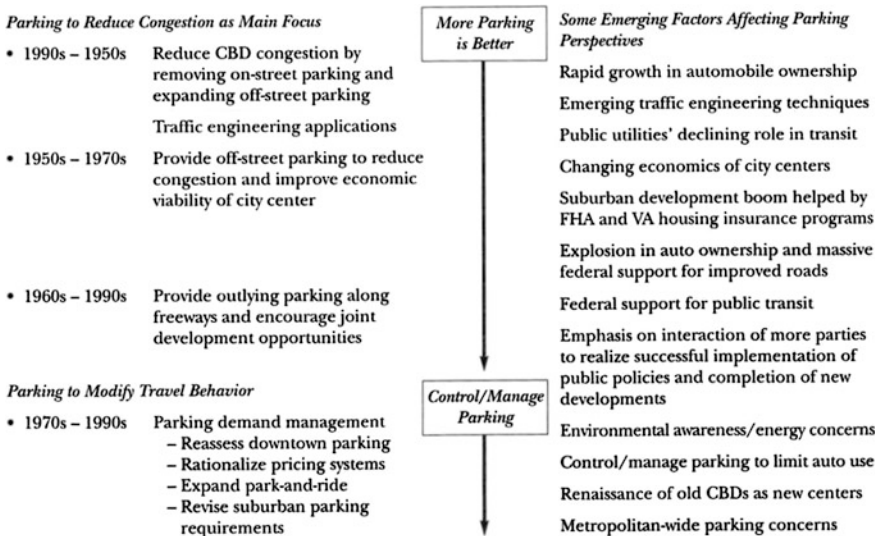 Parking to Reduce Congestion as Main Focus
• 1990s – 1950s Reduce CBD congestion by
removing on-street parking and
expanding off-street parking
Traffic engineering applications
• 1950s – 1970s Provide off-street parking to reduce
congestion and improve economic
viability of city center
• 1960s – 1990s Provide outlying parking along
freeways and encourage joint
development opportunities
Parking to Modify Travel Behavior
• 1970s – 1990s Parking demand management
– Reassess downtown parking
– Rationalize pricing systems
– Expand park-and-ride
– Revise suburban parking
requirements
More Parking
is Better
Control/Manage
Parking
Some Emerging Factors Affecting Parking
Perspectives
Rapid growth in automobile ownership
Emerging traffic engineering techniques
Public utilities' declining role in transit
Changing economics of city centers
Suburban development boom helped by
FHA and VA housing insurance programs
Explosion in auto ownership and massive
federal support for improved roads
Federal support for public transit
Emphasis on interaction of more parties
to realize successful implementation of
public policies and completion of new
developments
Environmental awareness/energy concerns
Control/manage parking to limit auto use
Renaissance of old CBDs as new centers
Metropolitan-wide parking concerns